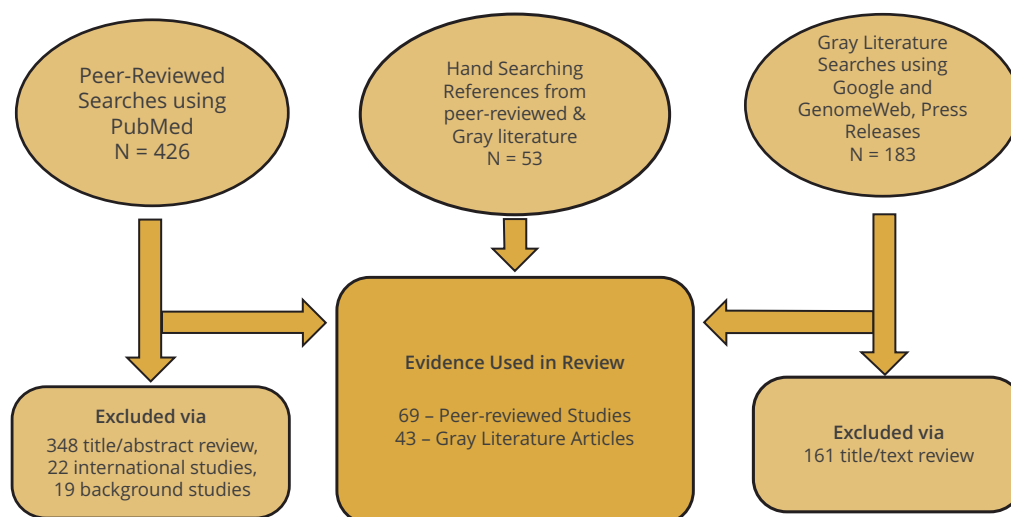 Peer-Reviewed
Searches using
PubMed
N = 426
Hand Searching
References from
peer-reviewed &
Gray literature
N = 53
Gray Literature
Searches using
Google and
GenomeWeb, Press
Releases
N = 183
Excluded via
348 title/abstract review,
22 international studies,
19 background studies
Evidence Used in Review
69 – Peer-reviewed Studies
43 – Gray Literature Articles
Excluded via
161 title/text review